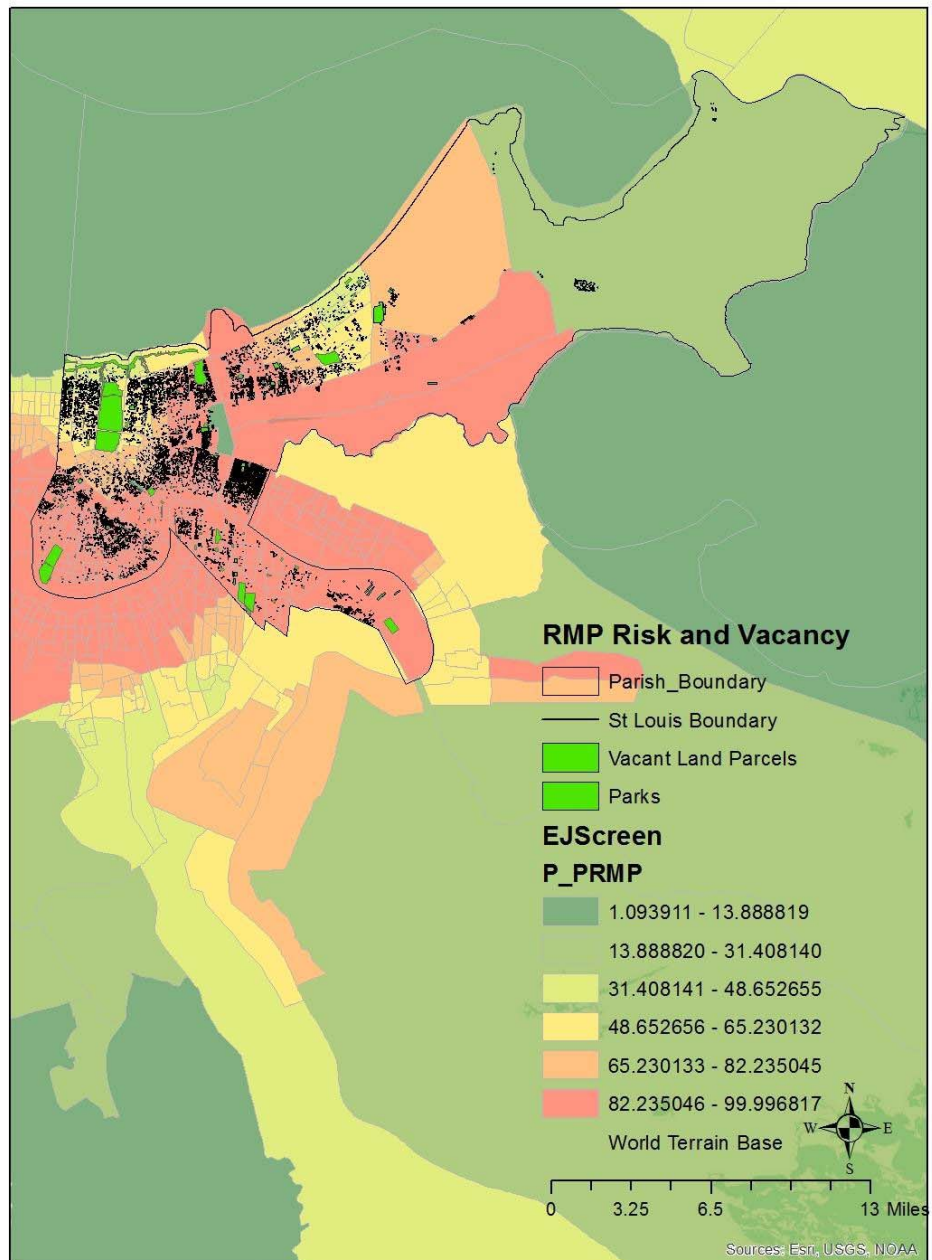 RMP Risk and Vacancy
Parish_Boundary
St Louis Boundary
Vacant Land Parcels
Parks
EJScreen
P_PRMP
1.093911 - 13.888819
13.888820 - 31.408140
31.408141 - 48.652655
48.652656 - 65.230132
65.230133 - 82.235045
82.235046 - 99.996817
World Terrain Base
N
W E
S
0 3.25 6.5 13 Miles
Sources: Esri, USGS, NOAA